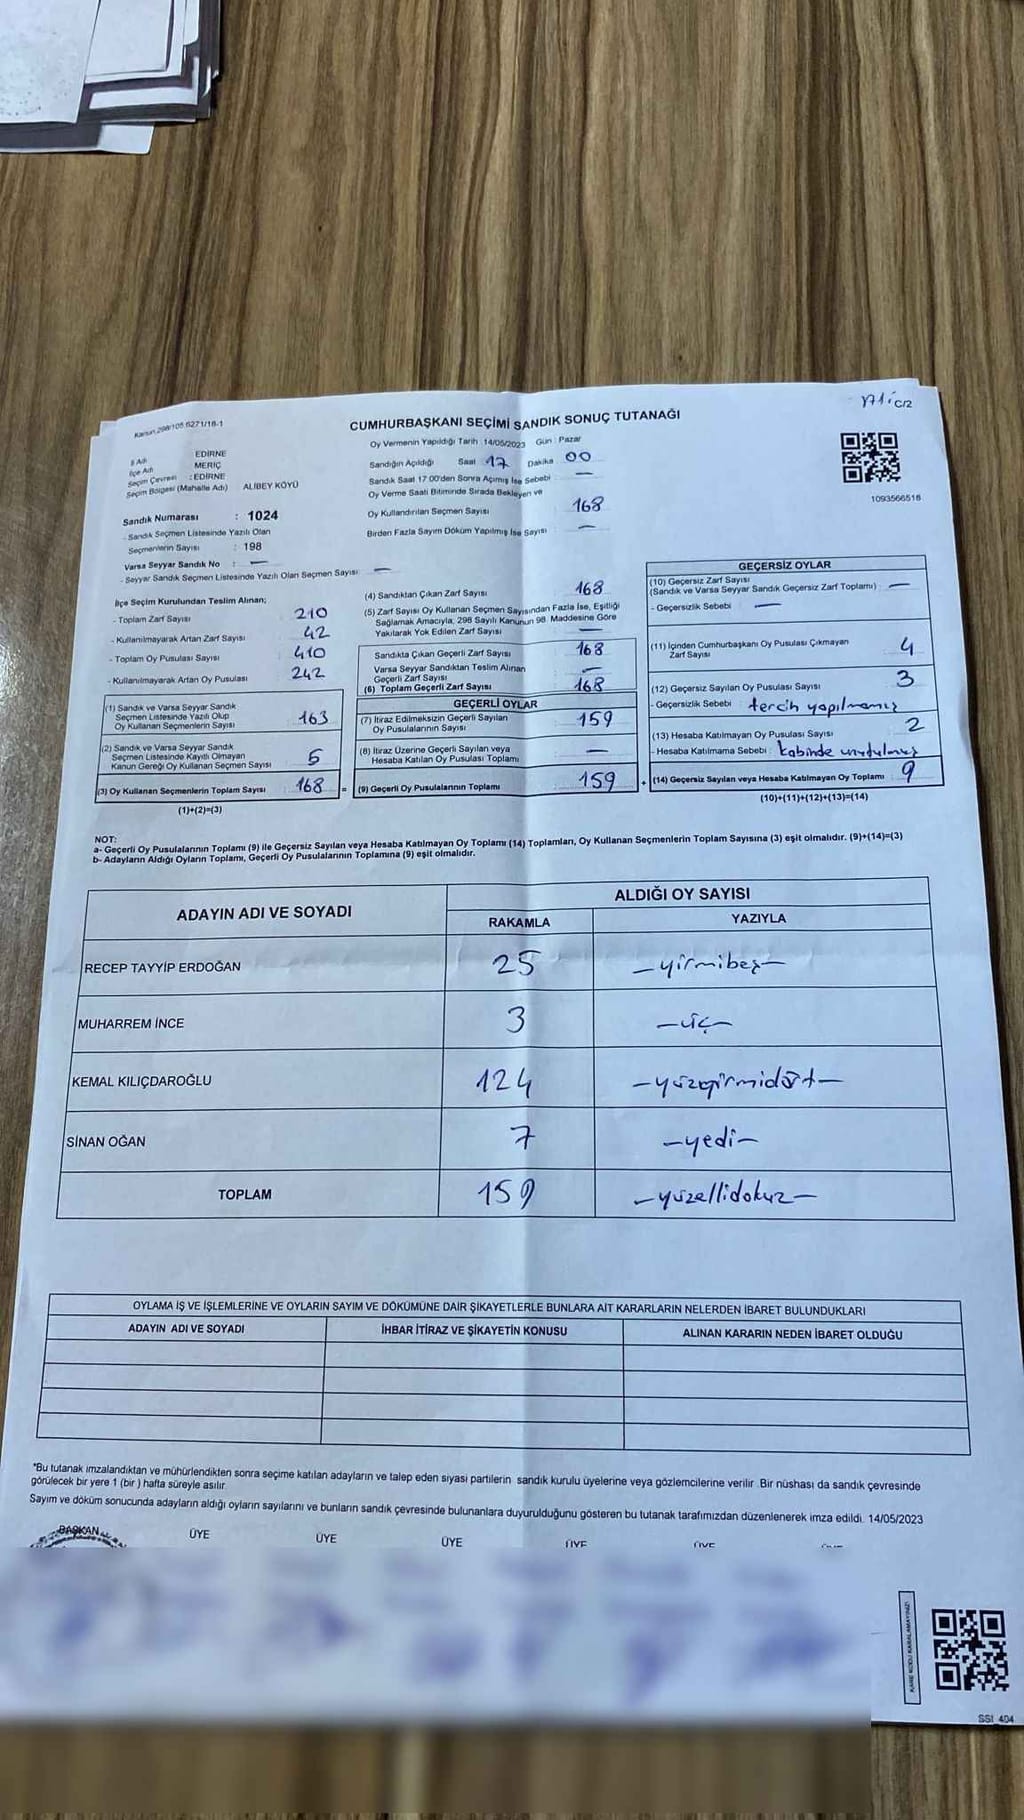 Kanun 298/105 6271/18-1
M1ic/2
CUMHURBAŞKANI SEÇİMİ SANDIK SONUÇ TUTANAĞI
İl Adı EDİRNE
İlçe Adı MERİÇ
Seçim Çevresi : EDİRNE
Seçim Bölgesi (Mahalle Adı) ALİBEY KÖYÜ
Oy Vermenin Yapıldığı Tarih 14/05/2023 Gün : Pazar
Sandığın Açıldığı Saat 17 Dakika 00
Sandık Saat 17:00'den Sonra Açılmış İse Sebebi : —
Oy Verme Saati Bitiminde Sırada Bekleyen ve
Oy Kullandırılan Seçmen Sayısı 168
Birden Fazla Sayım Döküm Yapılmış İse Sayısı —
1093566518
Sandık Numarası : 1024
- Sandık Seçmen Listesinde Yazılı Olan
Seçmenlerin Sayısı : 198
Varsa Seyyar Sandık No : —
- Seyyar Sandık Seçmen Listesinde Yazılı Olan Seçmen Sayısı : —
İlçe Seçim Kurulundan Teslim Alınan;
- Toplam Zarf Sayısı 210
- Kullanılmayarak Artan Zarf Sayısı 42
- Toplam Oy Pusulası Sayısı 410
- Kullanılmayarak Artan Oy Pusulası 242
(1) Sandık ve Varsa Seyyar Sandık
Seçmen Listesinde Yazılı Olup
Oy Kullanan Seçmenlerin Sayısı 163
(2) Sandık ve Varsa Seyyar Sandık
Seçmen Listesinde Kayıtlı Olmayan
Kanun Gereği Oy Kullanan Seçmen Sayısı 5
(3) Oy Kullanan Seçmenlerin Toplam Sayısı : 168 =
(1)+(2)=(3)
(4) Sandıktan Çıkan Zarf Sayısı 168
(5) Zarf Sayısı Oy Kullanan Seçmen Sayısından Fazla İse, Eşitliği
Sağlamak Amacıyla, 298 Sayılı Kanunun 98. Maddesine Göre
Yakılarak Yok Edilen Zarf Sayısı —
Sandıkta Çıkan Geçerli Zarf Sayısı 168
Varsa Seyyar Sandıktan Teslim Alınan
Geçerli Zarf Sayısı —
(6) Toplam Geçerli Zarf Sayısı 168
GEÇERLİ OYLAR
(7) İtiraz Edilmeksizin Geçerli Sayılan
Oy Pusulalarının Sayısı 159
(8) İtiraz Üzerine Geçerli Sayılan veya
Hesaba Katılan Oy Pusulası Toplamı —
(9) Geçerli Oy Pusulalarının Toplamı 159 +
GEÇERSİZ OYLAR
(10) Geçersiz Zarf Sayısı
(Sandık ve Varsa Seyyar Sandık Geçersiz Zarf Toplamı) : —
- Geçersizlik Sebebi : —
(11) İçinden Cumhurbaşkanı Oy Pusulası Çıkmayan
Zarf Sayısı 4
(12) Geçersiz Sayılan Oy Pusulası Sayısı 3
- Geçersizlik Sebebi : tercih yapılmamış
(13) Hesaba Katılmayan Oy Pusulası Sayısı 2
- Hesaba Katılmama Sebebi : kabinde unutulmuş
(14) Geçersiz Sayılan veya Hesaba Katılmayan Oy Toplamı : 9
(10)+(11)+(12)+(13)=(14)
NOT:
a- Geçerli Oy Pusulalarının Toplamı (9) ile Geçersiz Sayılan veya Hesaba Katılmayan Oy Toplamı (14) Toplamları, Oy Kullanan Seçmenlerin Toplam Sayısına (3) eşit olmalıdır. (9)+(14)=(3)
b- Adayların Aldığı Oyların Toplamı, Geçerli Oy Pusulalarının Toplamına (9) eşit olmalıdır.
ADAYIN ADI VE SOYADI ALDIĞI OY SAYISI
RAKAMLA YAZIYLA
RECEP TAYYİP ERDOĞAN 25 —yirmibeş—
MUHARREM İNCE 3 —üç—
KEMAL KILIÇDAROĞLU 124 —yüzyirmidört—
SİNAN OĞAN 7 —yedi—
TOPLAM 159 —yüzellidokuz—
OYLAMA İŞ VE İŞLEMLERİNE VE OYLARIN SAYIM VE DÖKÜMÜNE DAİR ŞİKAYETLERLE BUNLARA AİT KARARLARIN NELERDEN İBARET BULUNDUKLARI
ADAYIN ADI VE SOYADI İHBAR İTİRAZ VE ŞİKAYETİN KONUSU ALINAN KARARIN NEDEN İBARET OLDUĞU
*Bu tutanak imzalandıktan ve mühürlendikten sonra seçime katılan adayların ve talep eden siyasi partilerin sandık kurulu üyelerine veya gözlemcilerine verilir. Bir nüshası da sandık çevresinde
görülecek bir yere 1 (bir) hafta süreyle asılır.
Sayım ve döküm sonucunda adayların aldığı oyların sayılarını ve bunların sandık çevresinde bulunanlara duyurulduğunu gösteren bu tutanak tarafımızdan düzenlenerek imza edildi. 14/05/2023
BAŞKAN ÜYE ÜYE ÜYE ÜYE ÜYE
KARE KODU KARALAMAYINIZ!
SSI_404